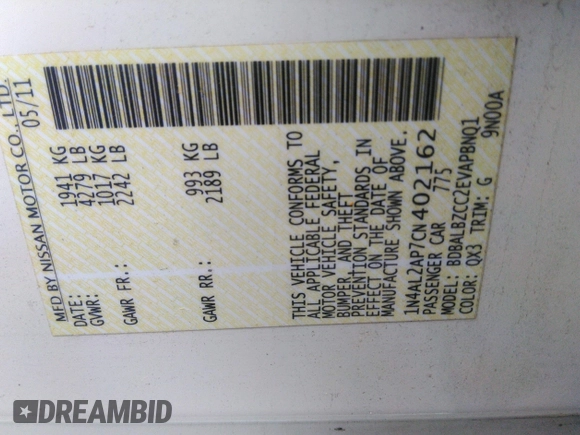 MFD BY NISSAN MOTOR CO., LTD.
DATE: 05/11
GVWR: 1941 KG
4279 LB
GAWR FR.: 1017 KG
2242 LB
GAWR RR.: 993 KG
2189 LB
THIS VEHICLE CONFORMS TO
ALL APPLICABLE FEDERAL
MOTOR VEHICLE SAFETY,
BUMPER, AND THEFT
PREVENTION STANDARDS IN
EFFECT ON THE DATE OF
MANUFACTURE SHOWN ABOVE.
1N4AL2AP7CN402162
PASSENGER CAR 775
MODEL: BDBALBZCCZEVAPBNQ1
COLOR: QX3 TRIM: G 9N00A
DREAMBID